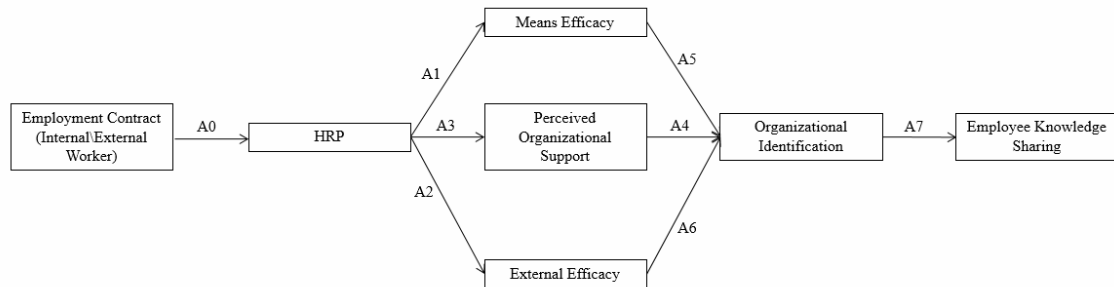 Means Efficacy
A1
A5
Employment Contract
(Internal\External
Worker)
A0
HRP
A3
Perceived
Organizational
Support
A4
Organizational
Identification
A7
Employee Knowledge
Sharing
A2
A6
External Efficacy